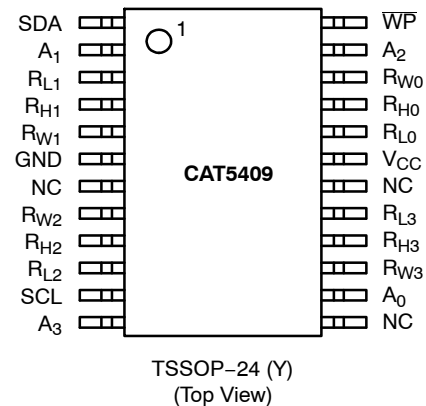 SDA
A1
RL1
RH1
RW1
GND
NC
RW2
RH2
RL2
SCL
A3
1
CAT5409
W̅P̅
A2
RW0
RH0
RL0
VCC
NC
RL3
RH3
RW3
A0
NC
TSSOP−24 (Y)
(Top View)